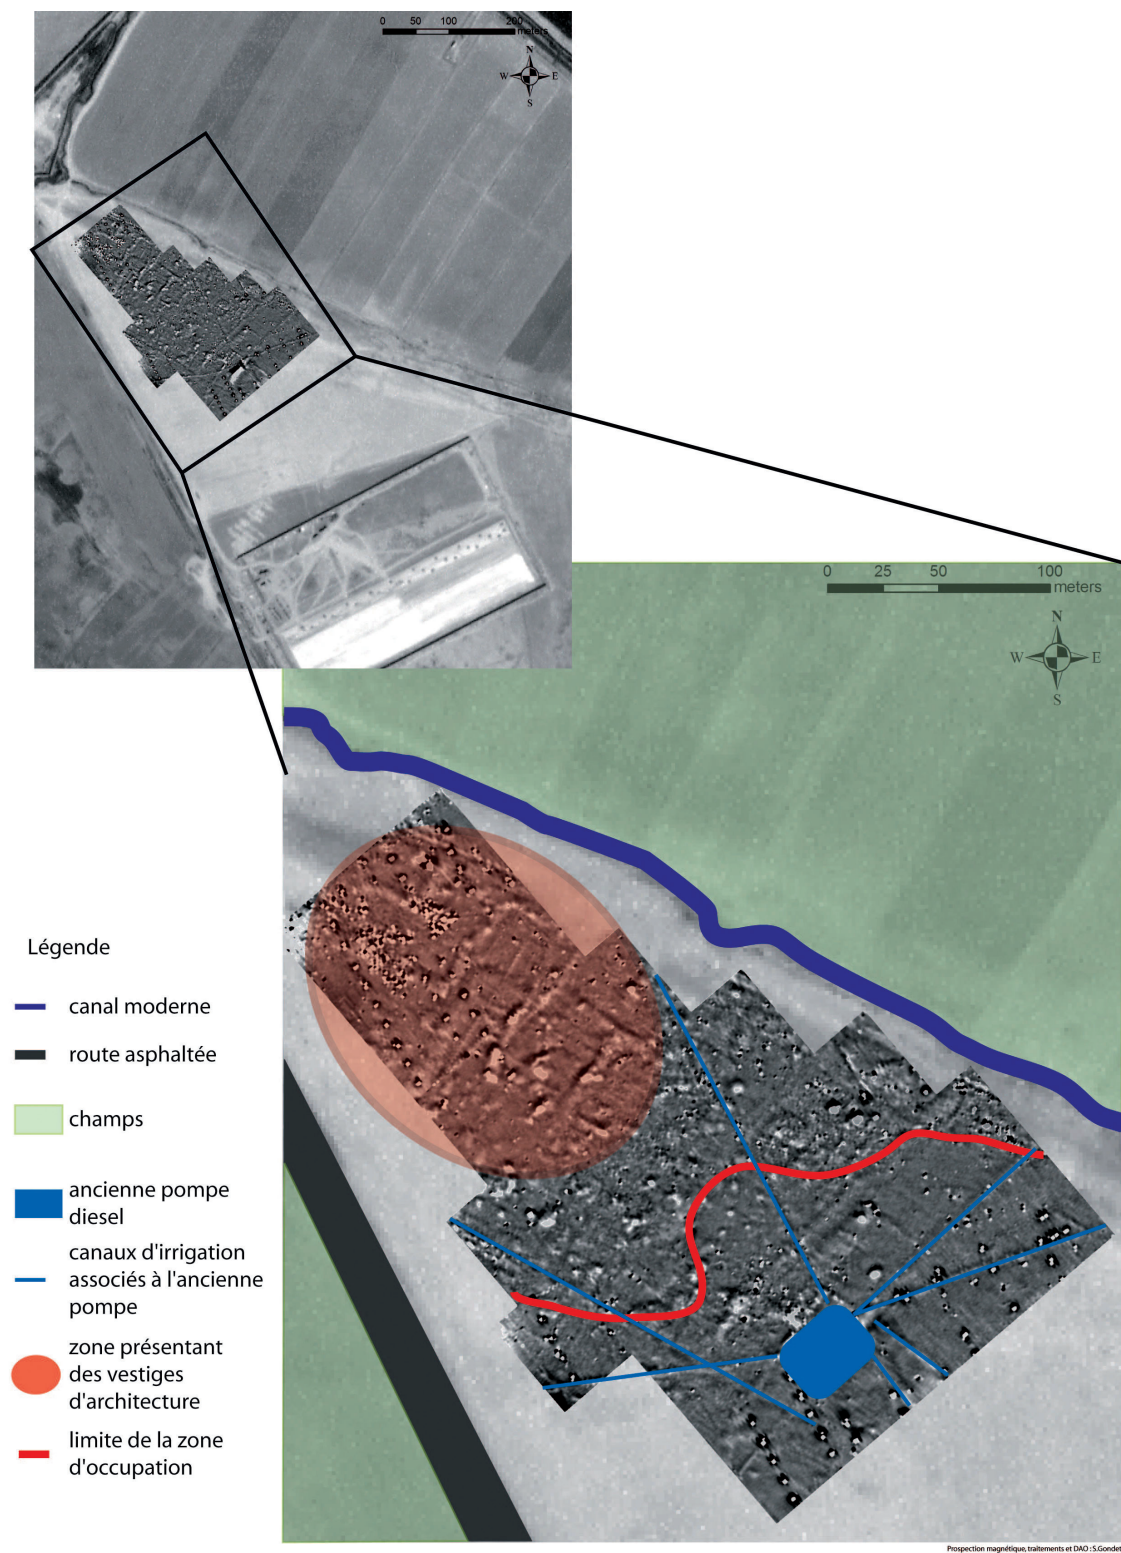 0 50 100 200
meters
N
W E
S
0 25 50 100
meters
N
W E
S
Légende
canal moderne
route asphaltée
champs
ancienne pompe
diesel
canaux d'irrigation
associés à l'ancienne
pompe
zone présentant
des vestiges
d'architecture
limite de la zone
d'occupation
Prospection magnétique, traitements et DAO : S.Gondet